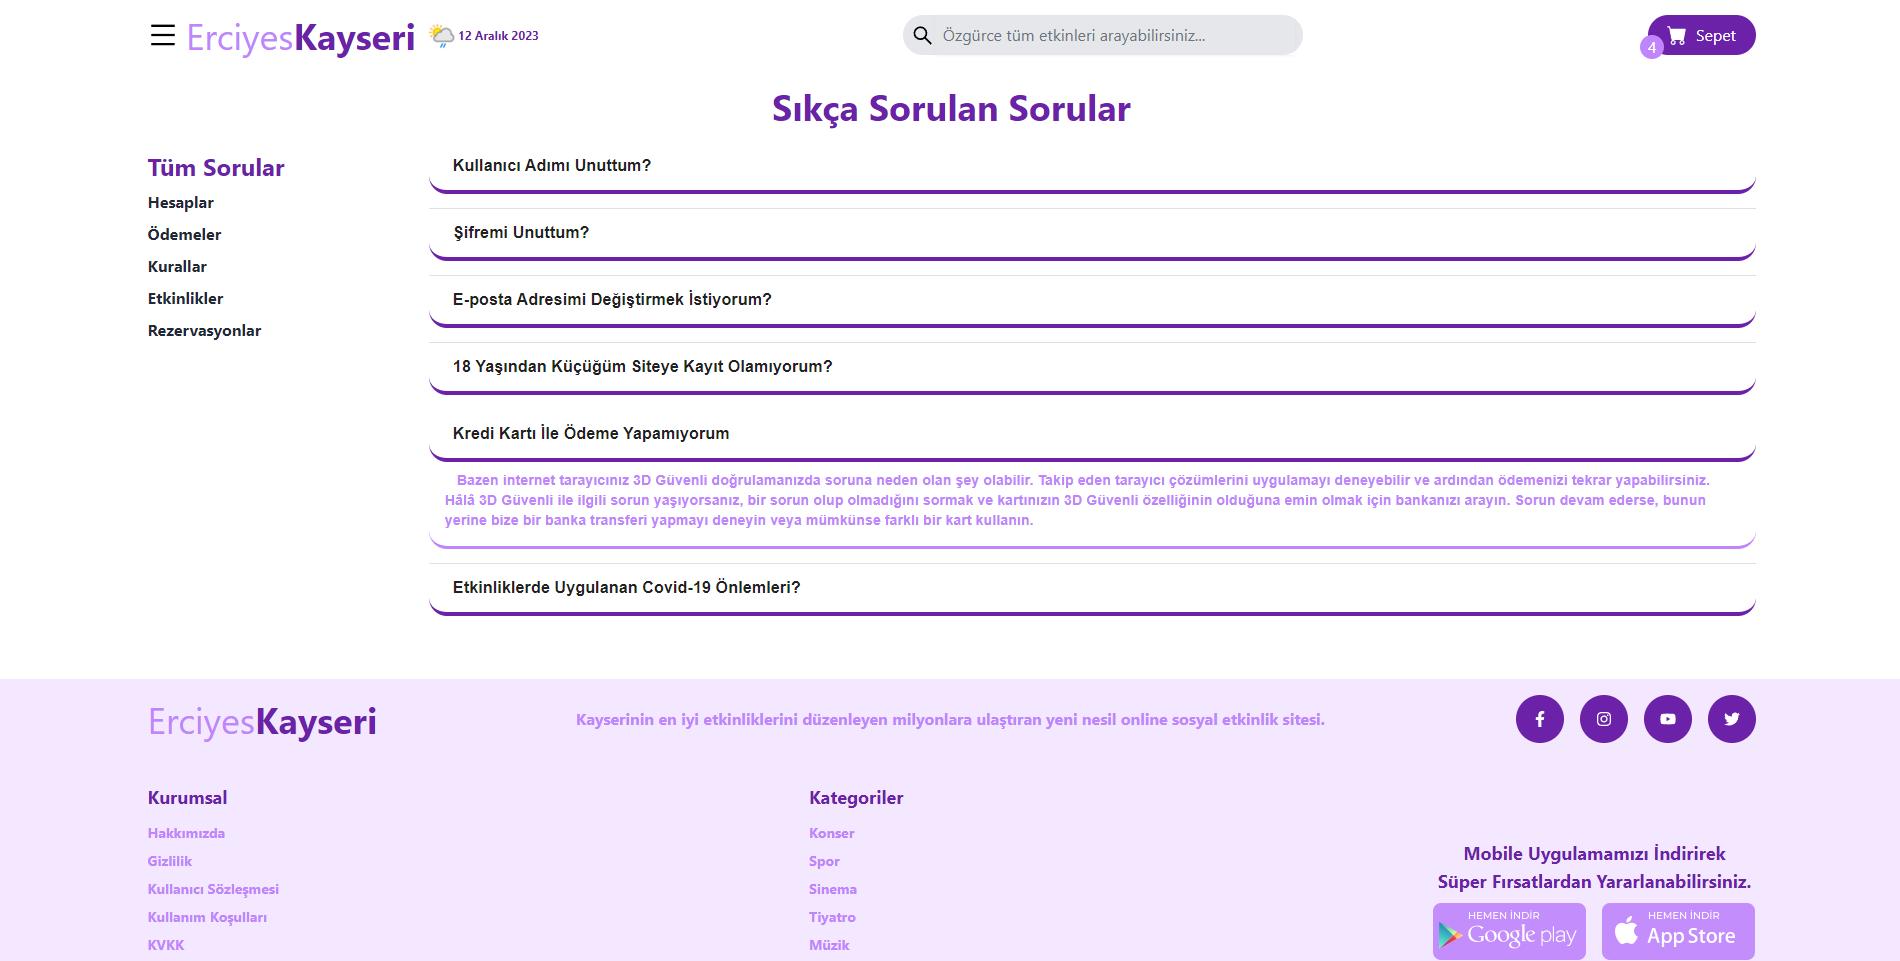 ErciyesKayseri
12 Aralık 2023
Özgürce tüm etkinleri arayabilirsiniz...
4
Sepet
Sıkça Sorulan Sorular
Tüm Sorular
Hesaplar
Ödemeler
Kurallar
Etkinlikler
Rezervasyonlar
Kullanıcı Adımı Unuttum?
Şifremi Unuttum?
E-posta Adresimi Değiştirmek İstiyorum?
18 Yaşından Küçüğüm Siteye Kayıt Olamıyorum?
Kredi Kartı İle Ödeme Yapamıyorum
Bazen internet tarayıcınız 3D Güvenli doğrulamanızda soruna neden olan şey olabilir. Takip eden tarayıcı çözümlerini uygulamayı deneyebilir ve ardından ödemenizi tekrar yapabilirsiniz.
Hâlâ 3D Güvenli ile ilgili sorun yaşıyorsanız, bir sorun olup olmadığını sormak ve kartınızın 3D Güvenli özelliğinin olduğuna emin olmak için bankanızı arayın. Sorun devam ederse, bunun
yerine bize bir banka transferi yapmayı deneyin veya mümkünse farklı bir kart kullanın.
Etkinliklerde Uygulanan Covid-19 Önlemleri?
ErciyesKayseri
Kayserinin en iyi etkinliklerini düzenleyen milyonlara ulaştıran yeni nesil online sosyal etkinlik sitesi.
Kurumsal
Hakkımızda
Gizlilik
Kullanıcı Sözleşmesi
Kullanım Koşulları
KVKK
Kategoriler
Konser
Spor
Sinema
Tiyatro
Müzik
Mobile Uygulamamızı İndirirek
Süper Fırsatlardan Yararlanabilirsiniz.
HEMEN İNDİR
Google play
HEMEN İNDİR
App Store